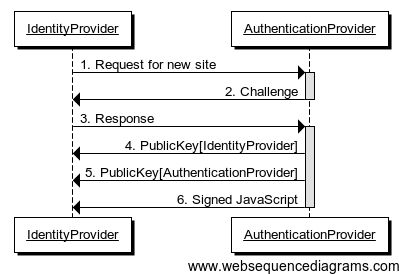 IdentityProvider
AuthenticationProvider
1. Request for new site
2. Challenge
3. Response
4. PublicKey[IdentityProvider]
5. PublicKey[AuthenticationProvider]
6. Signed JavaScript
IdentityProvider
AuthenticationProvider
www.websequencediagrams.com